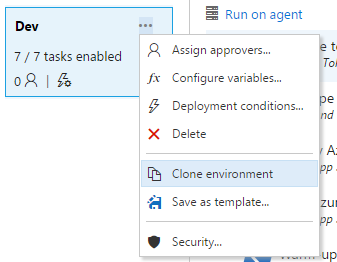 Dev
...
7 / 7 tasks enabled
0 |
Run on agent
Assign approvers...
fx Configure variables...
Deployment conditions...
Delete
Clone environment
Save as template...
Security...